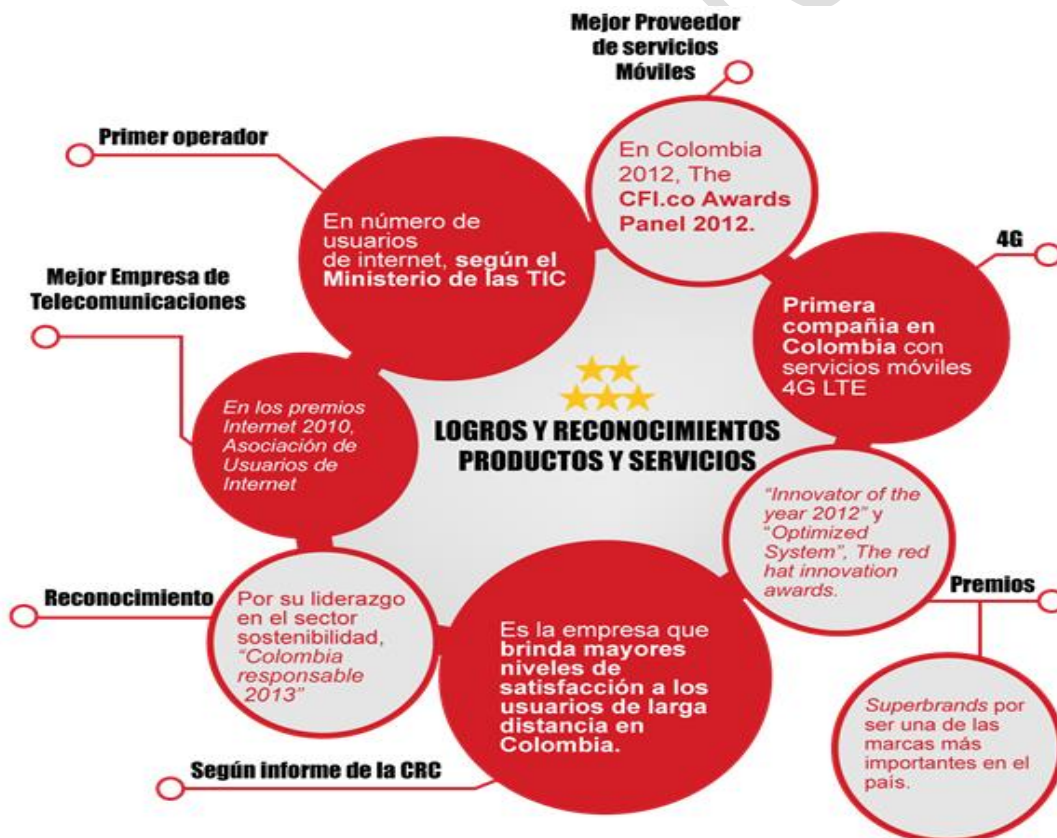 Mejor Proveedor
de servicios
Móviles
En Colombia
2012, The
CFI.co Awards
Panel 2012.
Primer operador
En número de
usuarios
de internet, según el
Ministerio de las TIC
4G
Primera
compañia en
Colombia con
servicios móviles
4G LTE
Mejor Empresa de
Telecomunicaciones
En los premios
Internet 2010,
Asociación de
Usuarios de
Internet
LOGROS Y RECONOCIMIENTOS
PRODUCTOS Y SERVICIOS
“Innovator of the
year 2012” y
“Optimized
System”, The red
hat innovation
awards.
Premios
Superbrands por
ser una de las
marcas más
importantes en el
país.
Reconocimiento
Por su liderazgo
en el sector
sostenibilidad,
“Colombia
responsable
2013”
Es la empresa que
brinda mayores
niveles de
satisfacción a los
usuarios de larga
distancia en
Colombia.
Según informe de la CRC